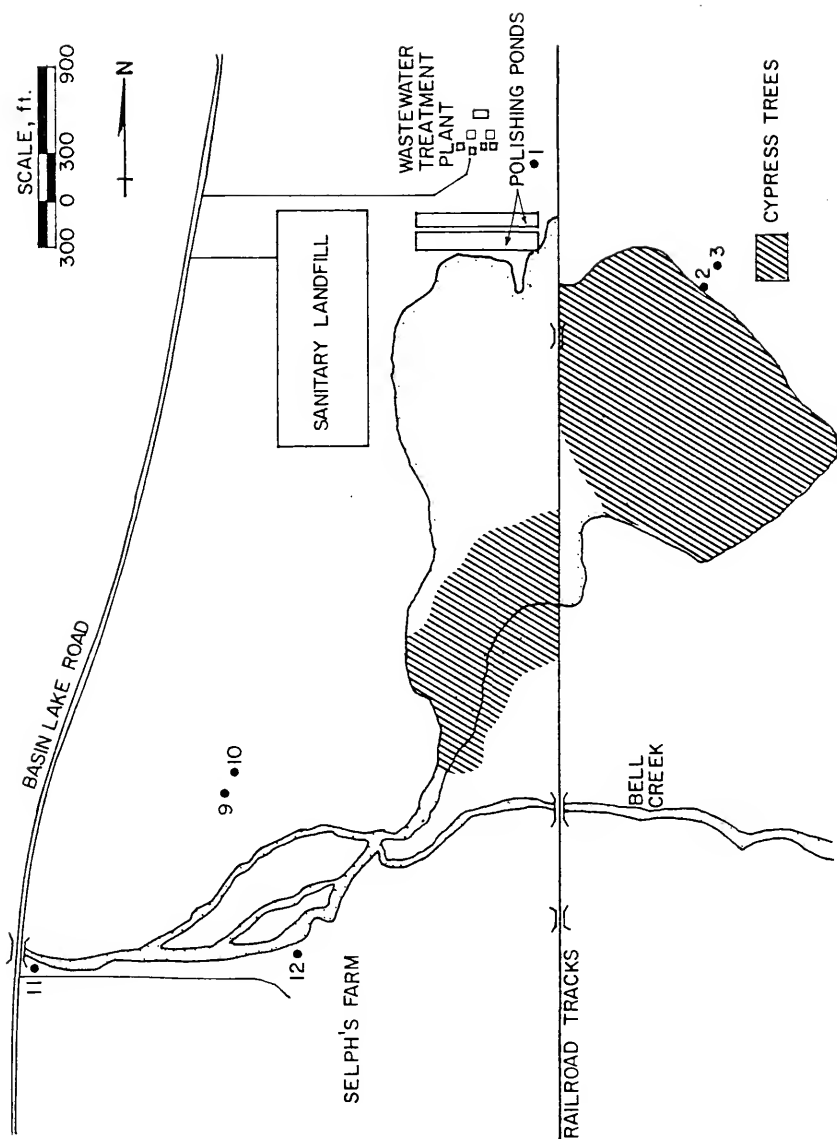 SCALE, ft.
300 0 300 900
N
BASIN LAKE ROAD
WASTEWATER
TREATMENT
PLANT
POLISHING PONDS
SANITARY LANDFILL
1
2
3
CYPRESS TREES
9
10
11
12
SELPH'S FARM
BELL
CREEK
RAILROAD TRACKS